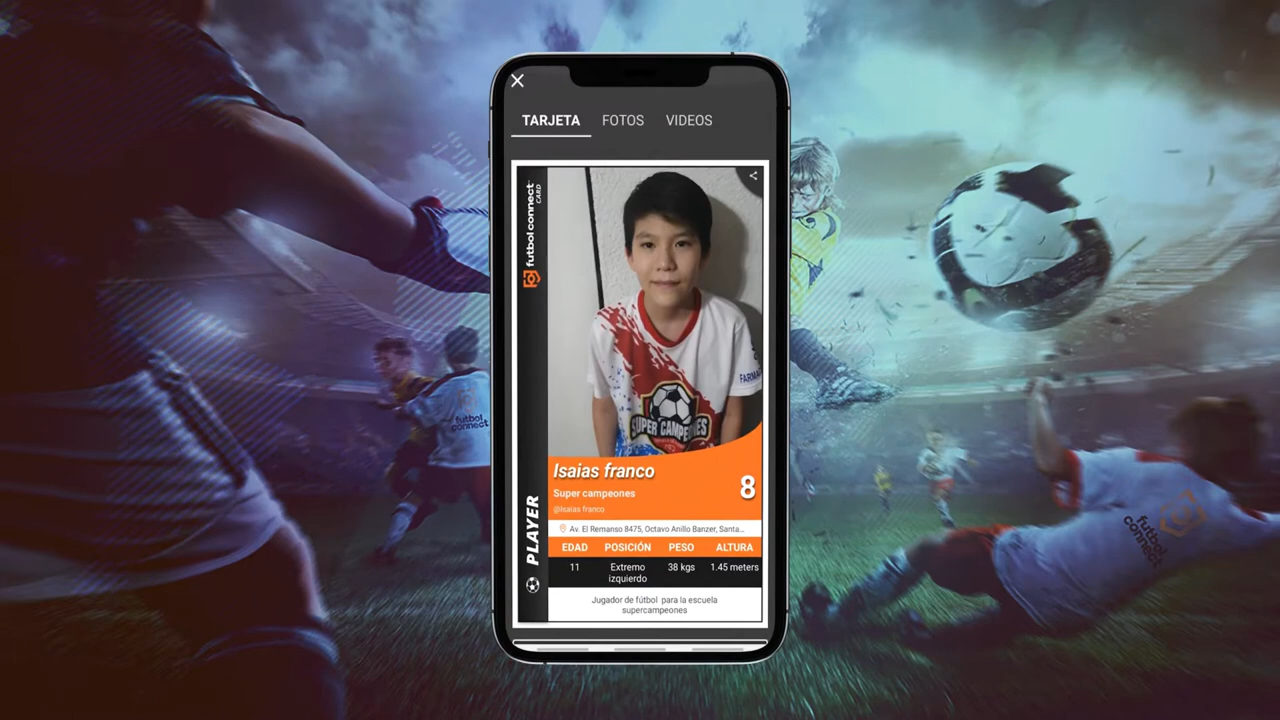 TARJETA FOTOS VIDEOS
futbol connect
CARD
PLAYER
FARMA
SUPER CAMPEONES
Isaias franco
8
Super campeones
@Isaias franco
Av. El Remanso 8475, Octavo Anillo Banzer, Santa...
EDAD POSICIÓN PESO ALTURA
11 Extremo izquierdo 38 kgs 1.45 meters
Jugador de fútbol para la escuela
supercampeones
futbol
connect
futbol
connect